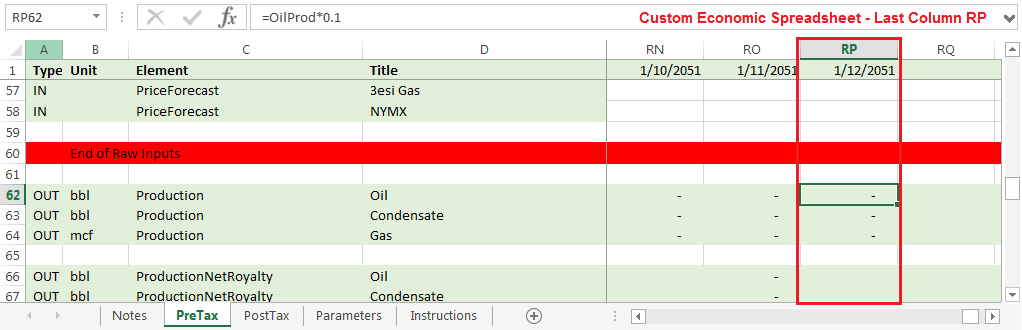 RP62 fx =OilProd*0.1 Custom Economic Spreadsheet - Last Column RP
A B C D RN RO RP RQ
1 Type Unit Element Title 1/10/2051 1/11/2051 1/12/2051
57 IN PriceForecast 3esi Gas
58 IN PriceForecast NYMX
59
60 End of Raw Inputs
61
62 OUT bbl Production Oil - - -
63 OUT bbl Production Condensate - - -
64 OUT mcf Production Gas - - -
65
66 OUT bbl ProductionNetRoyalty Oil -
67 OUT bbl ProductionNetRoyalty Condensate -
Notes PreTax PostTax Parameters Instructions